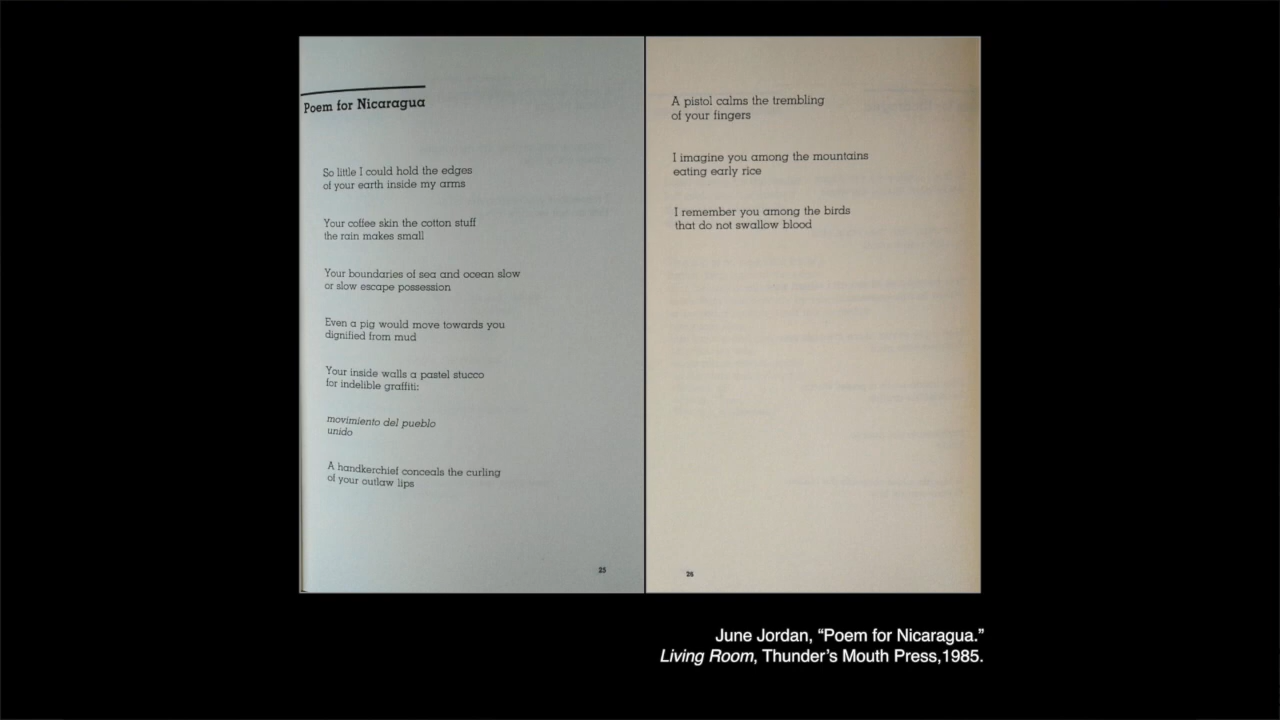 Poem for Nicaragua
So little I could hold the edges
of your earth inside my arms
Your coffee skin the cotton stuff
the rain makes small
Your boundaries of sea and ocean slow
or slow escape possession
Even a pig would move towards you
dignified from mud
Your inside walls a pastel stucco
for indelible graffiti:
movimiento del pueblo
unido
A handkerchief conceals the curling
of your outlaw lips
25
A pistol calms the trembling
of your fingers
I imagine you among the mountains
eating early rice
I remember you among the birds
that do not swallow blood
26
June Jordan, “Poem for Nicaragua.”
Living Room, Thunder’s Mouth Press,1985.